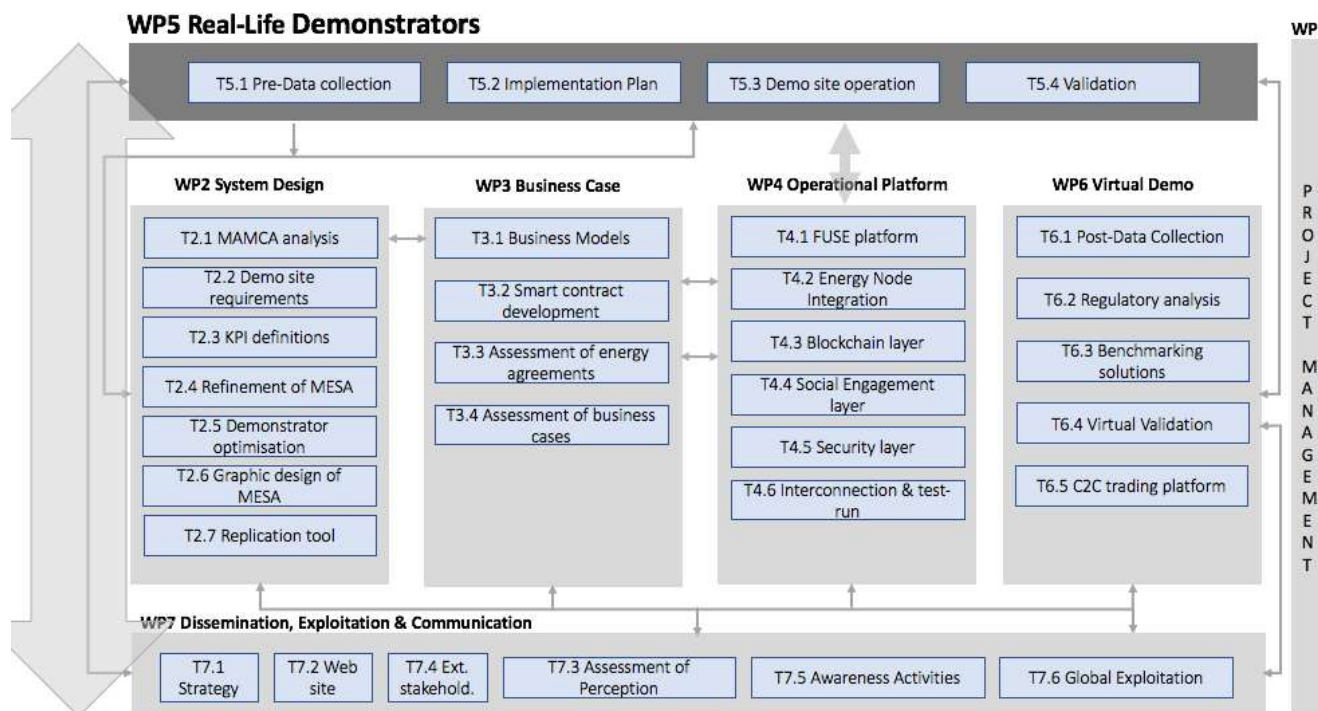 WP5 Real-Life Demonstrators
WP
T5.1 Pre-Data collection
T5.2 Implementation Plan
T5.3 Demo site operation
T5.4 Validation
WP2 System Design
T2.1 MAMCA analysis
T2.2 Demo site
requirements
T2.3 KPI definitions
T2.4 Refinement of MESA
T2.5 Demonstrator
optimisation
T2.6 Graphic design of
MESA
T2.7 Replication tool
WP3 Business Case
T3.1 Business Models
T3.2 Smart contract
development
T3.3 Assessment of energy
agreements
T3.4 Assessment of business
cases
WP4 Operational Platform
T4.1 FUSE platform
T4.2 Energy Node
Integration
T4.3 Blockchain layer
T4.4 Social Engagement
layer
T4.5 Security layer
T4.6 Interconnection & test-
run
WP6 Virtual Demo
T6.1 Post-Data Collection
T6.2 Regulatory analysis
T6.3 Benchmarking
solutions
T6.4 Virtual Validation
T6.5 C2C trading platform
PROJECT MANAGEMENT
WP7 Dissemination, Exploitation & Communication
T7.1
Strategy
T7.2 Web
site
T7.4 Ext.
stakehold.
T7.3 Assessment of
Perception
T7.5 Awareness Activities
T7.6 Global Exploitation